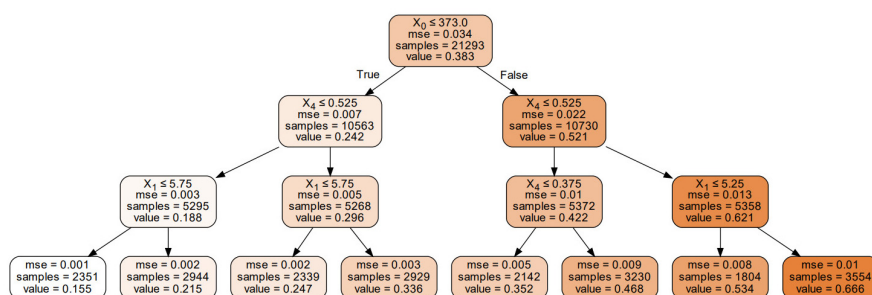 X₀ ≤ 373.0
mse = 0.034
samples = 21293
value = 0.383
True
False
X₄ ≤ 0.525
mse = 0.007
samples = 10563
value = 0.242
X₄ ≤ 0.525
mse = 0.022
samples = 10730
value = 0.521
X₁ ≤ 5.75
mse = 0.003
samples = 5295
value = 0.188
X₁ ≤ 5.75
mse = 0.005
samples = 5268
value = 0.296
X₄ ≤ 0.375
mse = 0.01
samples = 5372
value = 0.422
X₁ ≤ 5.25
mse = 0.013
samples = 5358
value = 0.621
mse = 0.001
samples = 2351
value = 0.155
mse = 0.002
samples = 2944
value = 0.215
mse = 0.002
samples = 2339
value = 0.247
mse = 0.003
samples = 2929
value = 0.336
mse = 0.005
samples = 2142
value = 0.352
mse = 0.009
samples = 3230
value = 0.468
mse = 0.008
samples = 1804
value = 0.534
mse = 0.01
samples = 3554
value = 0.666